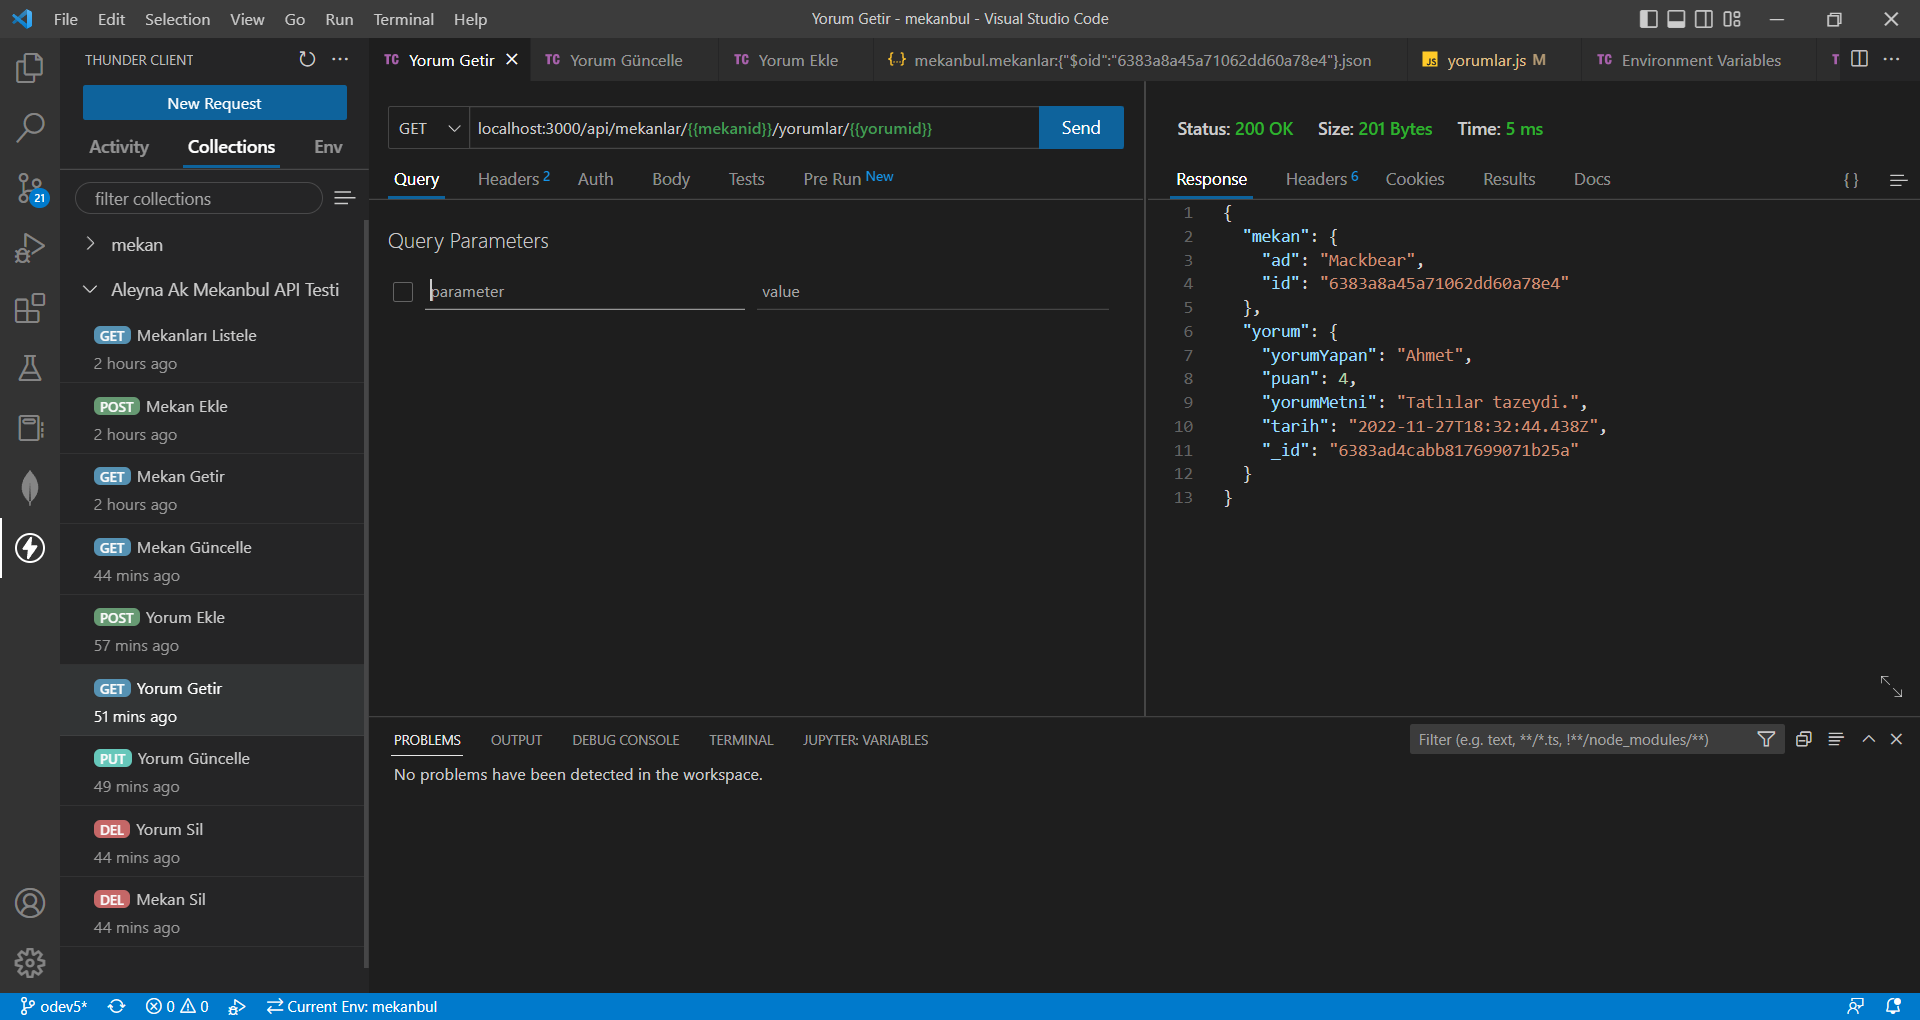 File Edit Selection View Go Run Terminal Help
Yorum Getir - mekanbul - Visual Studio Code
THUNDER CLIENT
New Request
Activity Collections Env
filter collections
21
mekan
Aleyna Ak Mekanbul API Testi
GET Mekanları Listele
2 hours ago
POST Mekan Ekle
2 hours ago
GET Mekan Getir
2 hours ago
GET Mekan Güncelle
44 mins ago
POST Yorum Ekle
57 mins ago
GET Yorum Getir
51 mins ago
PUT Yorum Güncelle
49 mins ago
DEL Yorum Sil
44 mins ago
DEL Mekan Sil
44 mins ago
TC Yorum Getir TC Yorum Güncelle TC Yorum Ekle {..} mekanbul.mekanlar:{"$oid":"6383a8a45a71062dd60a78e4"}.json JS yorumlar.js M TC Environment Variables T
GET localhost:3000/api/mekanlar/{{mekanid}}/yorumlar/{{yorumid}} Send
Query Headers 2 Auth Body Tests Pre Run New
Query Parameters
parameter value
Status: 200 OK Size: 201 Bytes Time: 5 ms
Response Headers 6 Cookies Results Docs { }
1 {
2 "mekan": {
3 "ad": "Mackbear",
4 "id": "6383a8a45a71062dd60a78e4"
5 },
6 "yorum": {
7 "yorumYapan": "Ahmet",
8 "puan": 4,
9 "yorumMetni": "Tatlılar tazeydi.",
10 "tarih": "2022-11-27T18:32:44.438Z",
11 "_id": "6383ad4cabb817699071b25a"
12 }
13 }
PROBLEMS OUTPUT DEBUG CONSOLE TERMINAL JUPYTER: VARIABLES
Filter (e.g. text, **/*.ts, !**/node_modules/**)
No problems have been detected in the workspace.
odev5* 0 0 Current Env: mekanbul